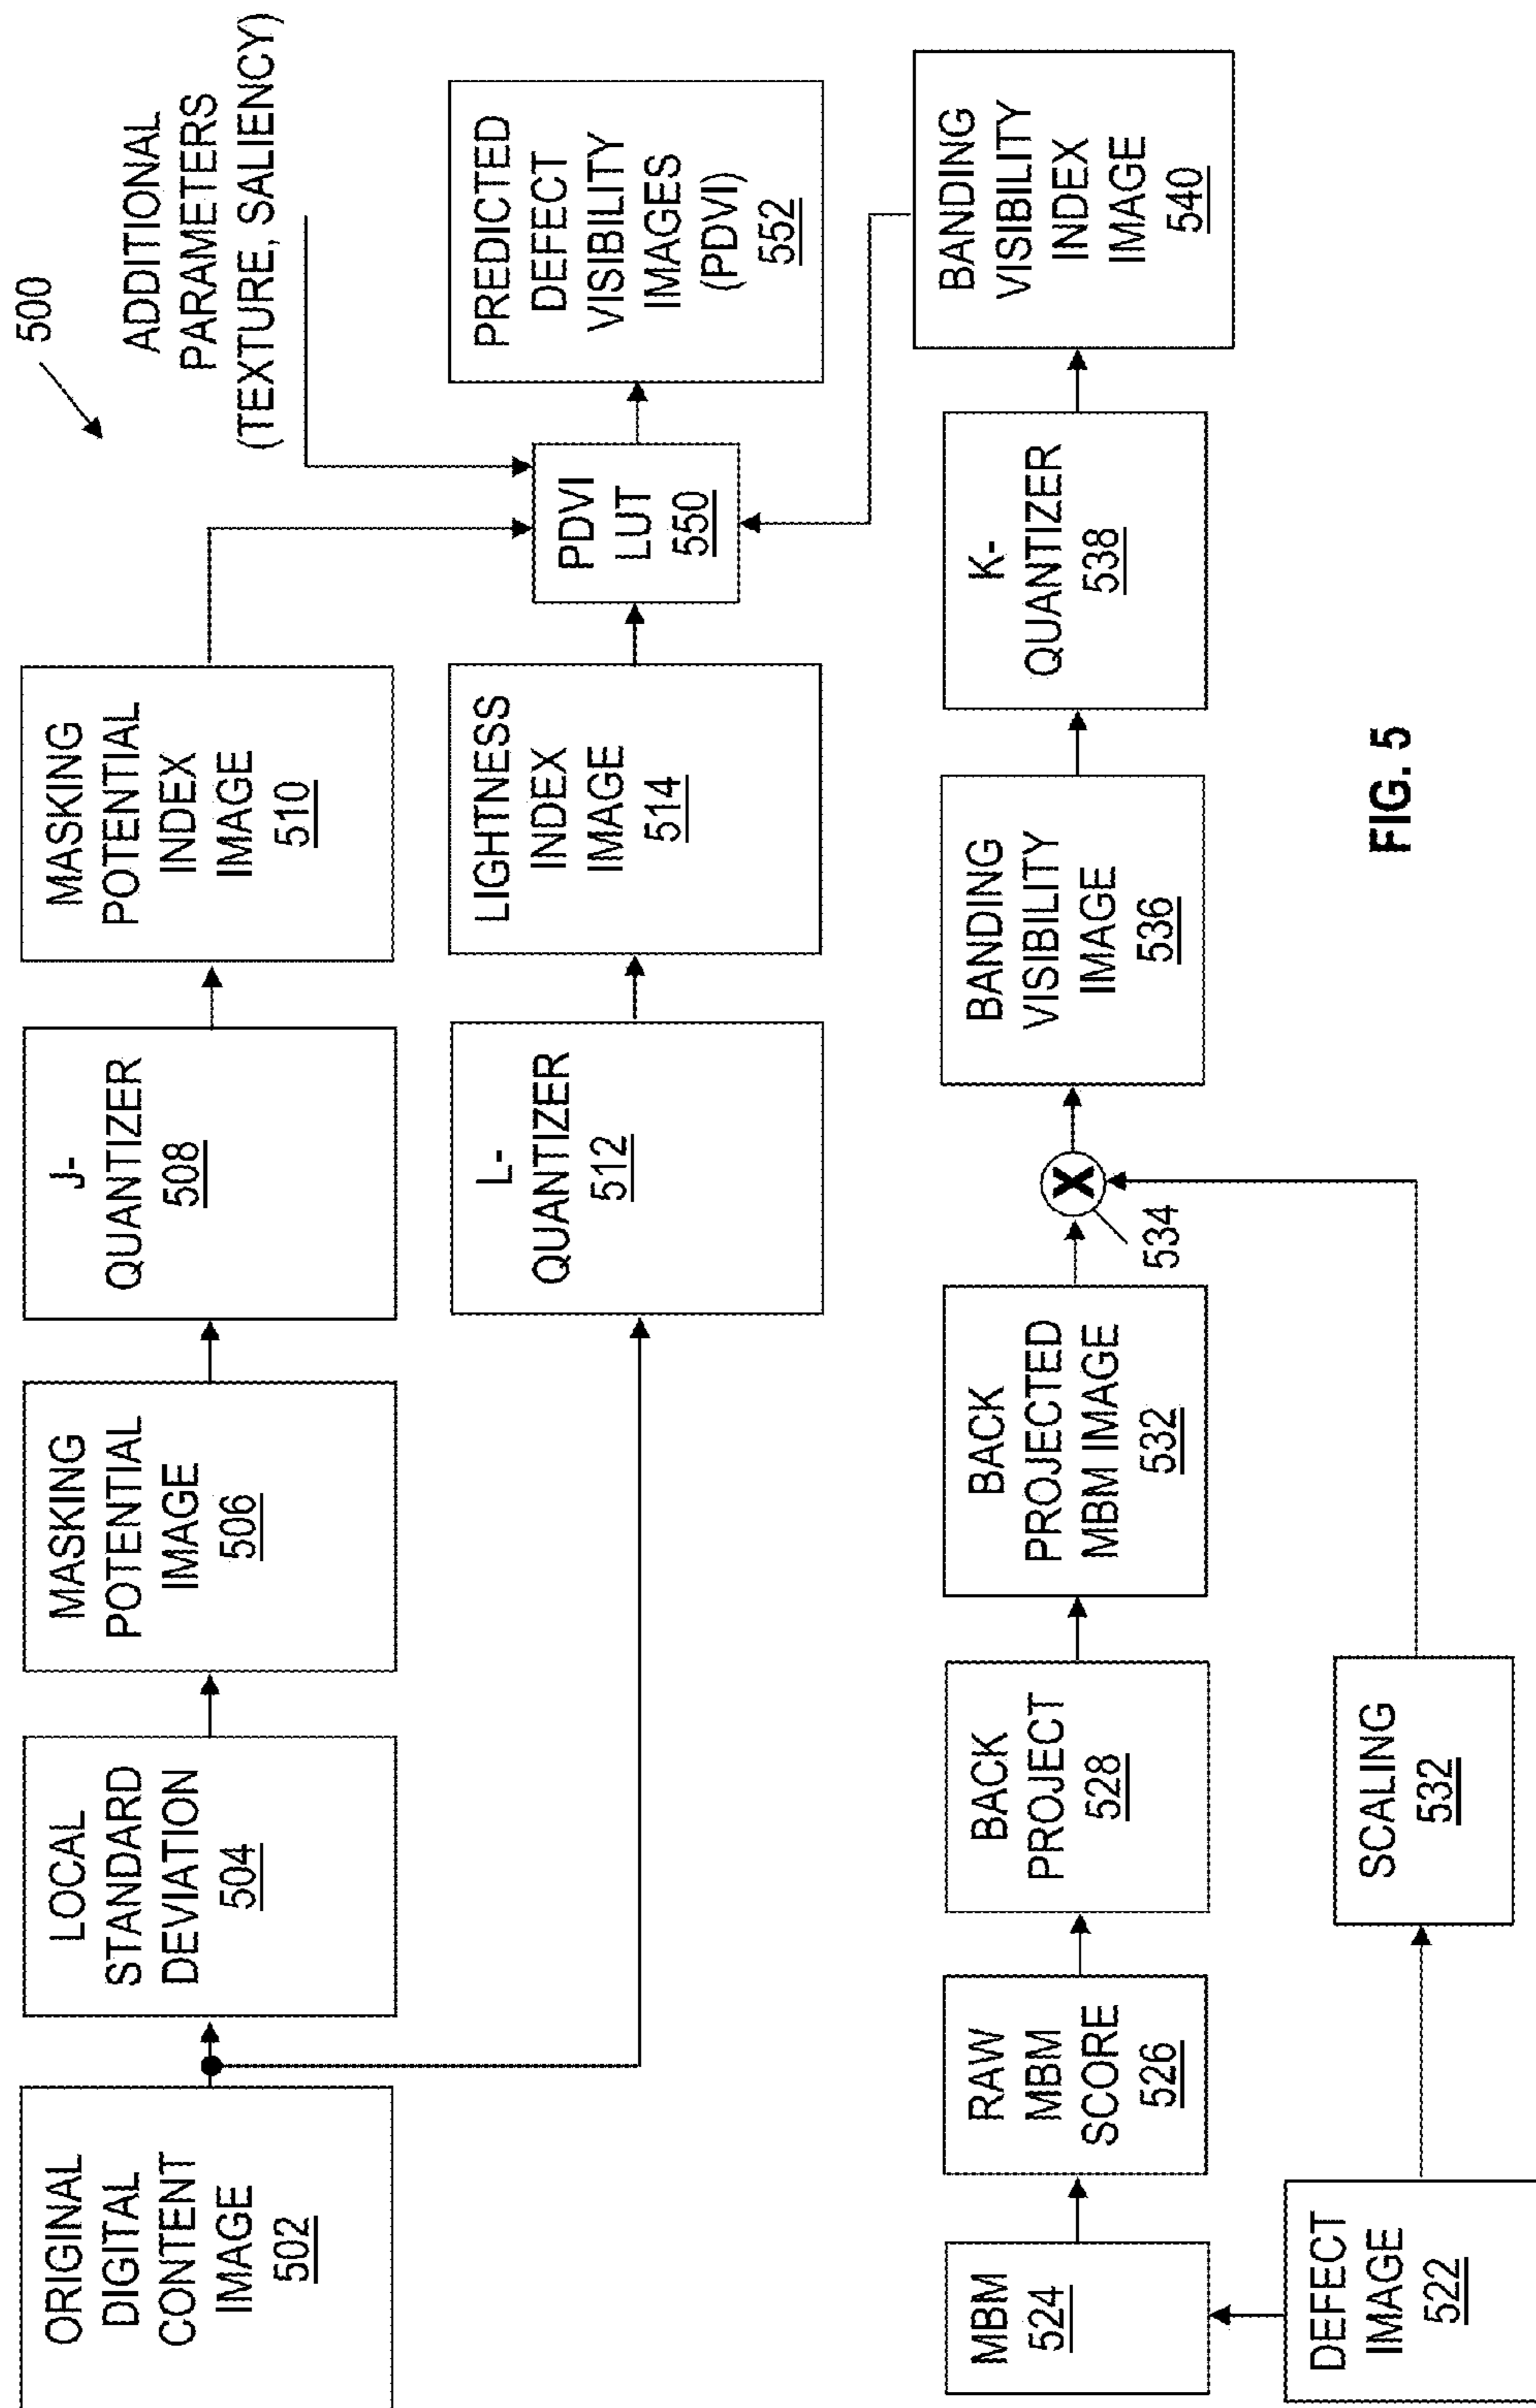 500
ORIGINAL
DIGITAL
CONTENT
IMAGE
502
LOCAL
STANDARD
DEVIATION
504
MASKING
POTENTIAL
IMAGE
506
J-
QUANTIZER
508
MASKING
POTENTIAL
INDEX
IMAGE
510
ADDITIONAL
PARAMETERS
(TEXTURE, SALIENCY)
L-
QUANTIZER
512
LIGHTNESS
INDEX
IMAGE
514
PDVI
LUT
550
PREDICTED
DEFECT
VISIBILITY
IMAGES
(PDVI)
552
MBM
524
RAW
MBM
SCORE
526
BACK
PROJECT
528
BACK
PROJECTED
MBM IMAGE
532
X
534
BANDING
VISIBILITY
IMAGE
536
K-
QUANTIZER
538
BANDING
VISIBILITY
INDEX
IMAGE
540
DEFECT
IMAGE
522
SCALING
532
FIG. 5